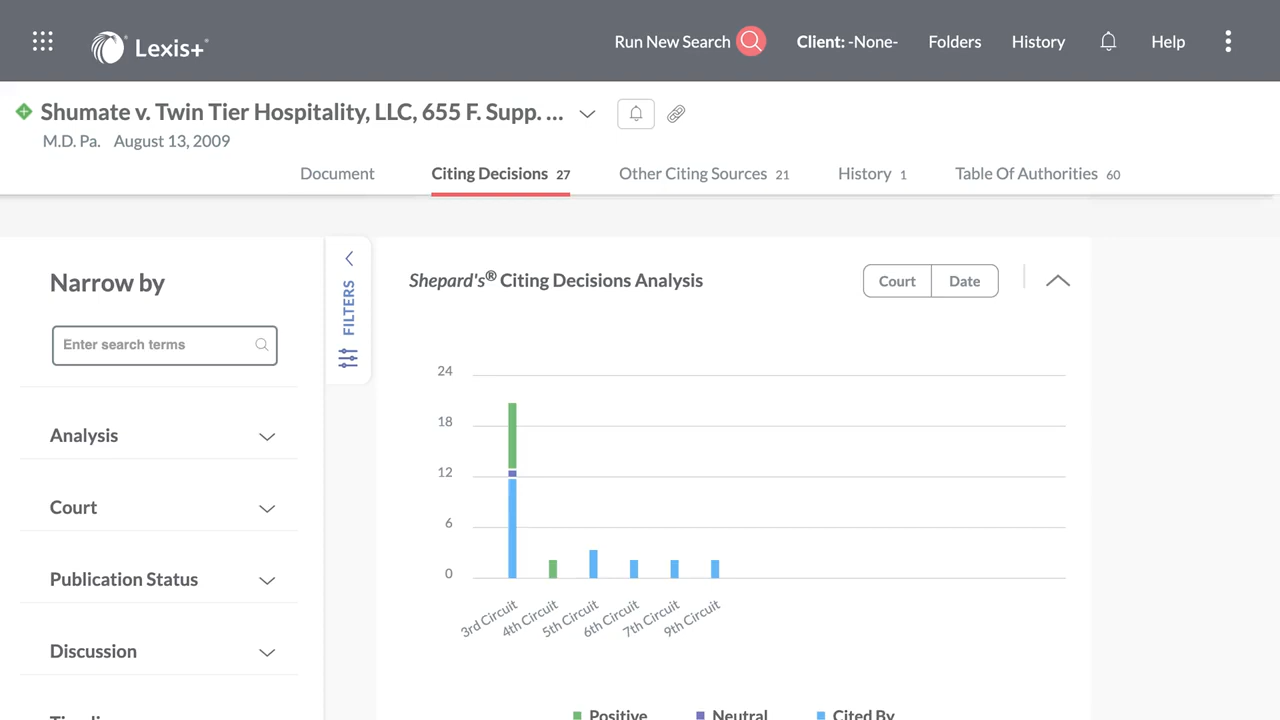 Lexis+®
Run New Search
Client: -None-
Folders
History
Help
Shumate v. Twin Tier Hospitality, LLC, 655 F. Supp. ...
M.D. Pa. August 13, 2009
Document
Citing Decisions 27
Other Citing Sources 21
History 1
Table Of Authorities 60
Narrow by
Enter search terms
Analysis
Court
Publication Status
Discussion
FILTERS
Shepard's® Citing Decisions Analysis
Court
Date
24
18
12
6
0
3rd Circuit
4th Circuit
5th Circuit
6th Circuit
7th Circuit
9th Circuit
Positive
Neutral
Cited By